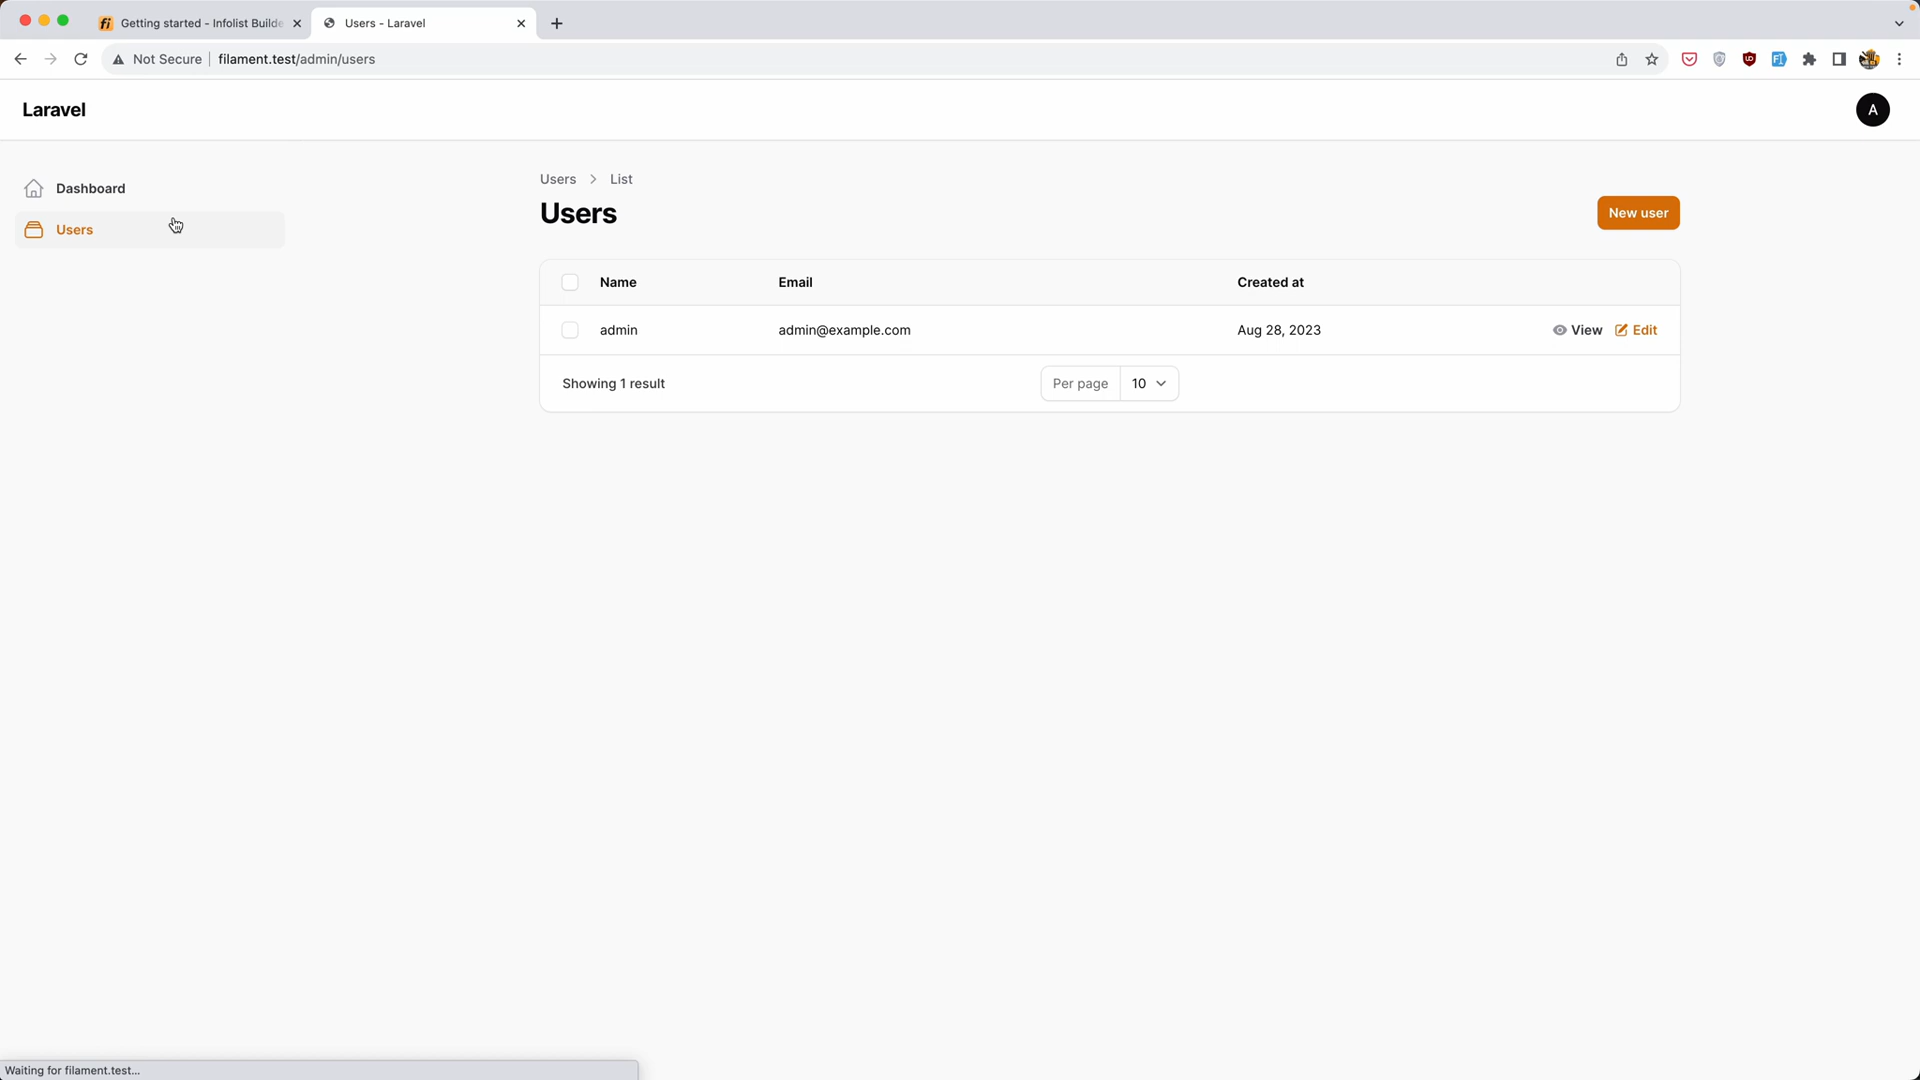 fi Getting started - Infolist Builde
Users - Laravel
Not Secure
filament.test/admin/users
Laravel
A
Dashboard
Users
Users > List
Users
New user
Name Email Created at
admin admin@example.com Aug 28, 2023 View Edit
Showing 1 result
Per page 10
Waiting for filament.test...